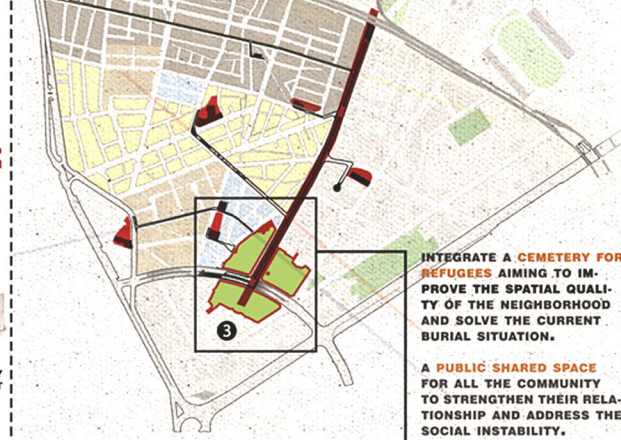 INTEGRATE A CEMETERY FOR
REFUGEES AIMING TO IM-
PROVE THE SPATIAL QUALI-
TY OF THE NEIGHBORHOOD
AND SOLVE THE CURRENT
BURIAL SITUATION.
A PUBLIC SHARED SPACE
FOR ALL THE COMMUNITY
TO STRENGTHEN THEIR RELA-
TIONSHIP AND ADDRESS THE
SOCIAL INSTABILITY.
3